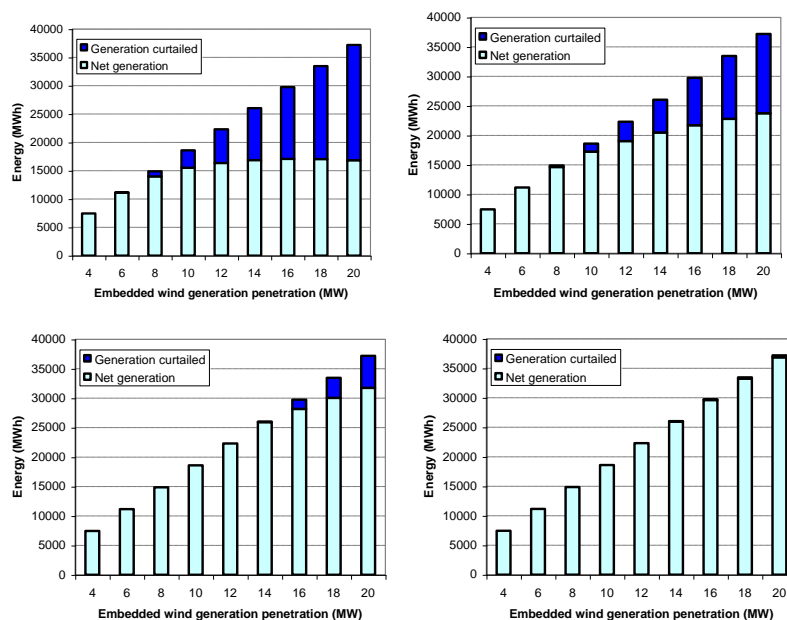 40000
35000
30000
25000
20000
15000
10000
5000
0
Energy (MWh)
Generation curtailed
Net generation
4 6 8 10 12 14 16 18 20
Embedded wind generation penetration (MW)
40000
35000
30000
25000
20000
15000
10000
5000
0
Energy (MWh)
Generation curtailed
Net generation
4 6 8 10 12 14 16 18 20
Embedded wind generation penetration (MW)
40000
35000
30000
25000
20000
15000
10000
5000
0
Energy (MWh)
Generation curtailed
Net generation
4 6 8 10 12 14 16 18 20
Embedded wind generation penetration (MW)
40000
35000
30000
25000
20000
15000
10000
5000
0
Energy (MWh)
Generation curtailed
Net generation
4 6 8 10 12 14 16 18 20
Embedded wind generation penetration (MW)